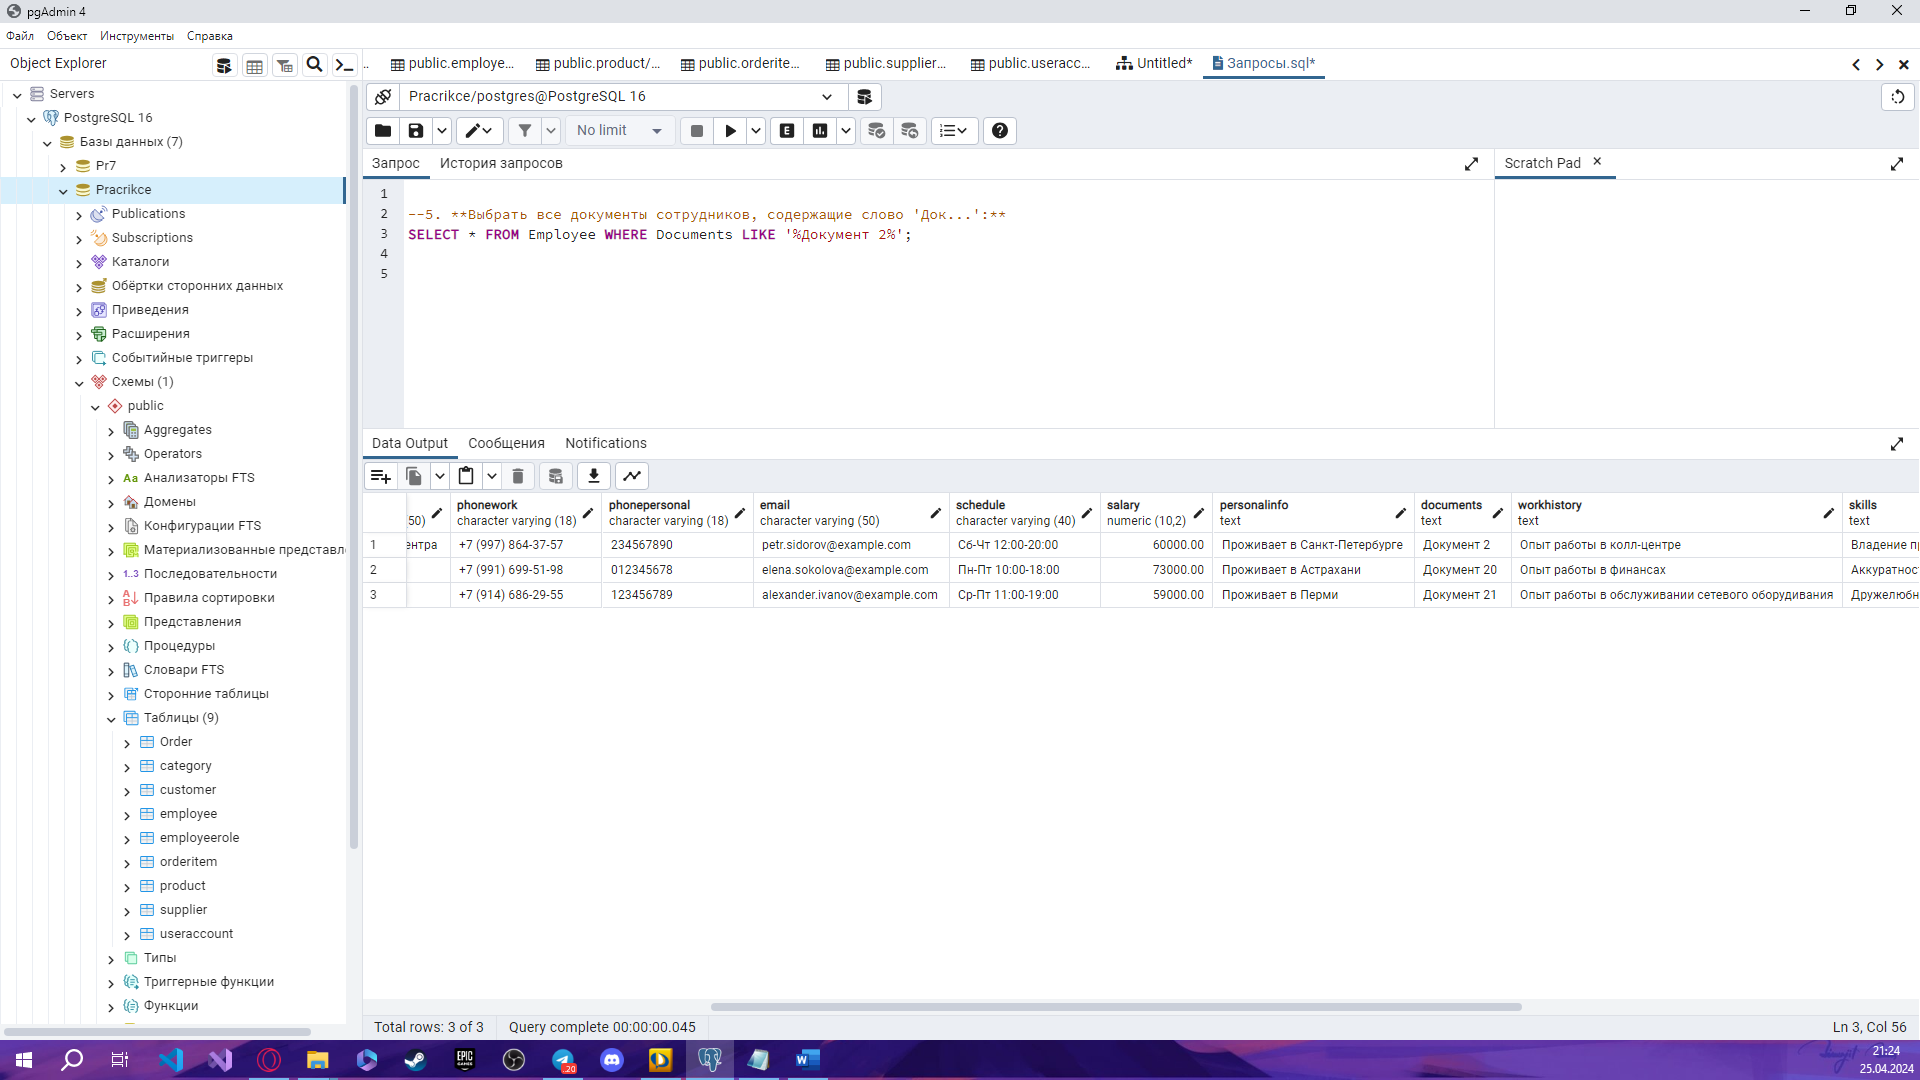 pgAdmin 4
Файл Объект Инструменты Справка
Object Explorer
public.employe... public.product/... public.orderite... public.supplier... public.useracc... Untitled* Запросы.sql*
Servers
PostgreSQL 16
Базы данных (7)
Pr7
Pracrikce
Publications
Subscriptions
Каталоги
Обёртки сторонних данных
Приведения
Расширения
Событийные триггеры
Схемы (1)
public
Aggregates
Operators
Анализаторы FTS
Домены
Конфигурации FTS
Материализованные представл
Последовательности
Правила сортировки
Представления
Процедуры
Словари FTS
Сторонние таблицы
Таблицы (9)
Order
category
customer
employee
employeerole
orderitem
product
supplier
useraccount
Типы
Триггерные функции
Функции
Pracrikce/postgres@PostgreSQL 16
No limit
Запрос История запросов
Scratch Pad
1
2 --5. **Выбрать все документы сотрудников, содержащие слово 'Док...':**
3 SELECT * FROM Employee WHERE Documents LIKE '%Документ 2%';
4
5
Data Output Сообщения Notifications
phonework phonepersonal email schedule salary personalinfo documents workhistory skills
(50) character varying (18) character varying (18) character varying (50) character varying (40) numeric (10,2) text text text text
1 ентра +7 (997) 864-37-57 234567890 petr.sidorov@example.com Сб-Чт 12:00-20:00 60000.00 Проживает в Санкт-Петербурге Документ 2 Опыт работы в колл-центре Владение п
2 +7 (991) 699-51-98 012345678 elena.sokolova@example.com Пн-Пт 10:00-18:00 73000.00 Проживает в Астрахани Документ 20 Опыт работы в финансах Аккуратнос
3 +7 (914) 686-29-55 123456789 alexander.ivanov@example.com Ср-Пт 11:00-19:00 59000.00 Проживает в Перми Документ 21 Опыт работы в обслуживании сетевого оборудивания Дружелюбн
Total rows: 3 of 3 Query complete 00:00:00.045
Ln 3, Col 56
21:24
25.04.2024